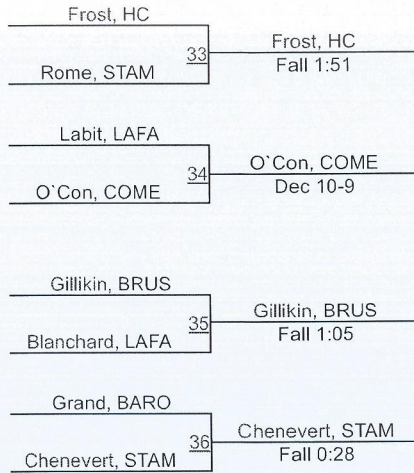 Frost, HC
33
Frost, HC
Rome, STAM
Fall 1:51
Labit, LAFA
34
O`Con, COME
O`Con, COME
Dec 10-9
Gillikin, BRUS
35
Gillikin, BRUS
Blanchard, LAFA
Fall 1:05
Grand, BARO
36
Chenevert, STAM
Chenevert, STAM
Fall 0:28